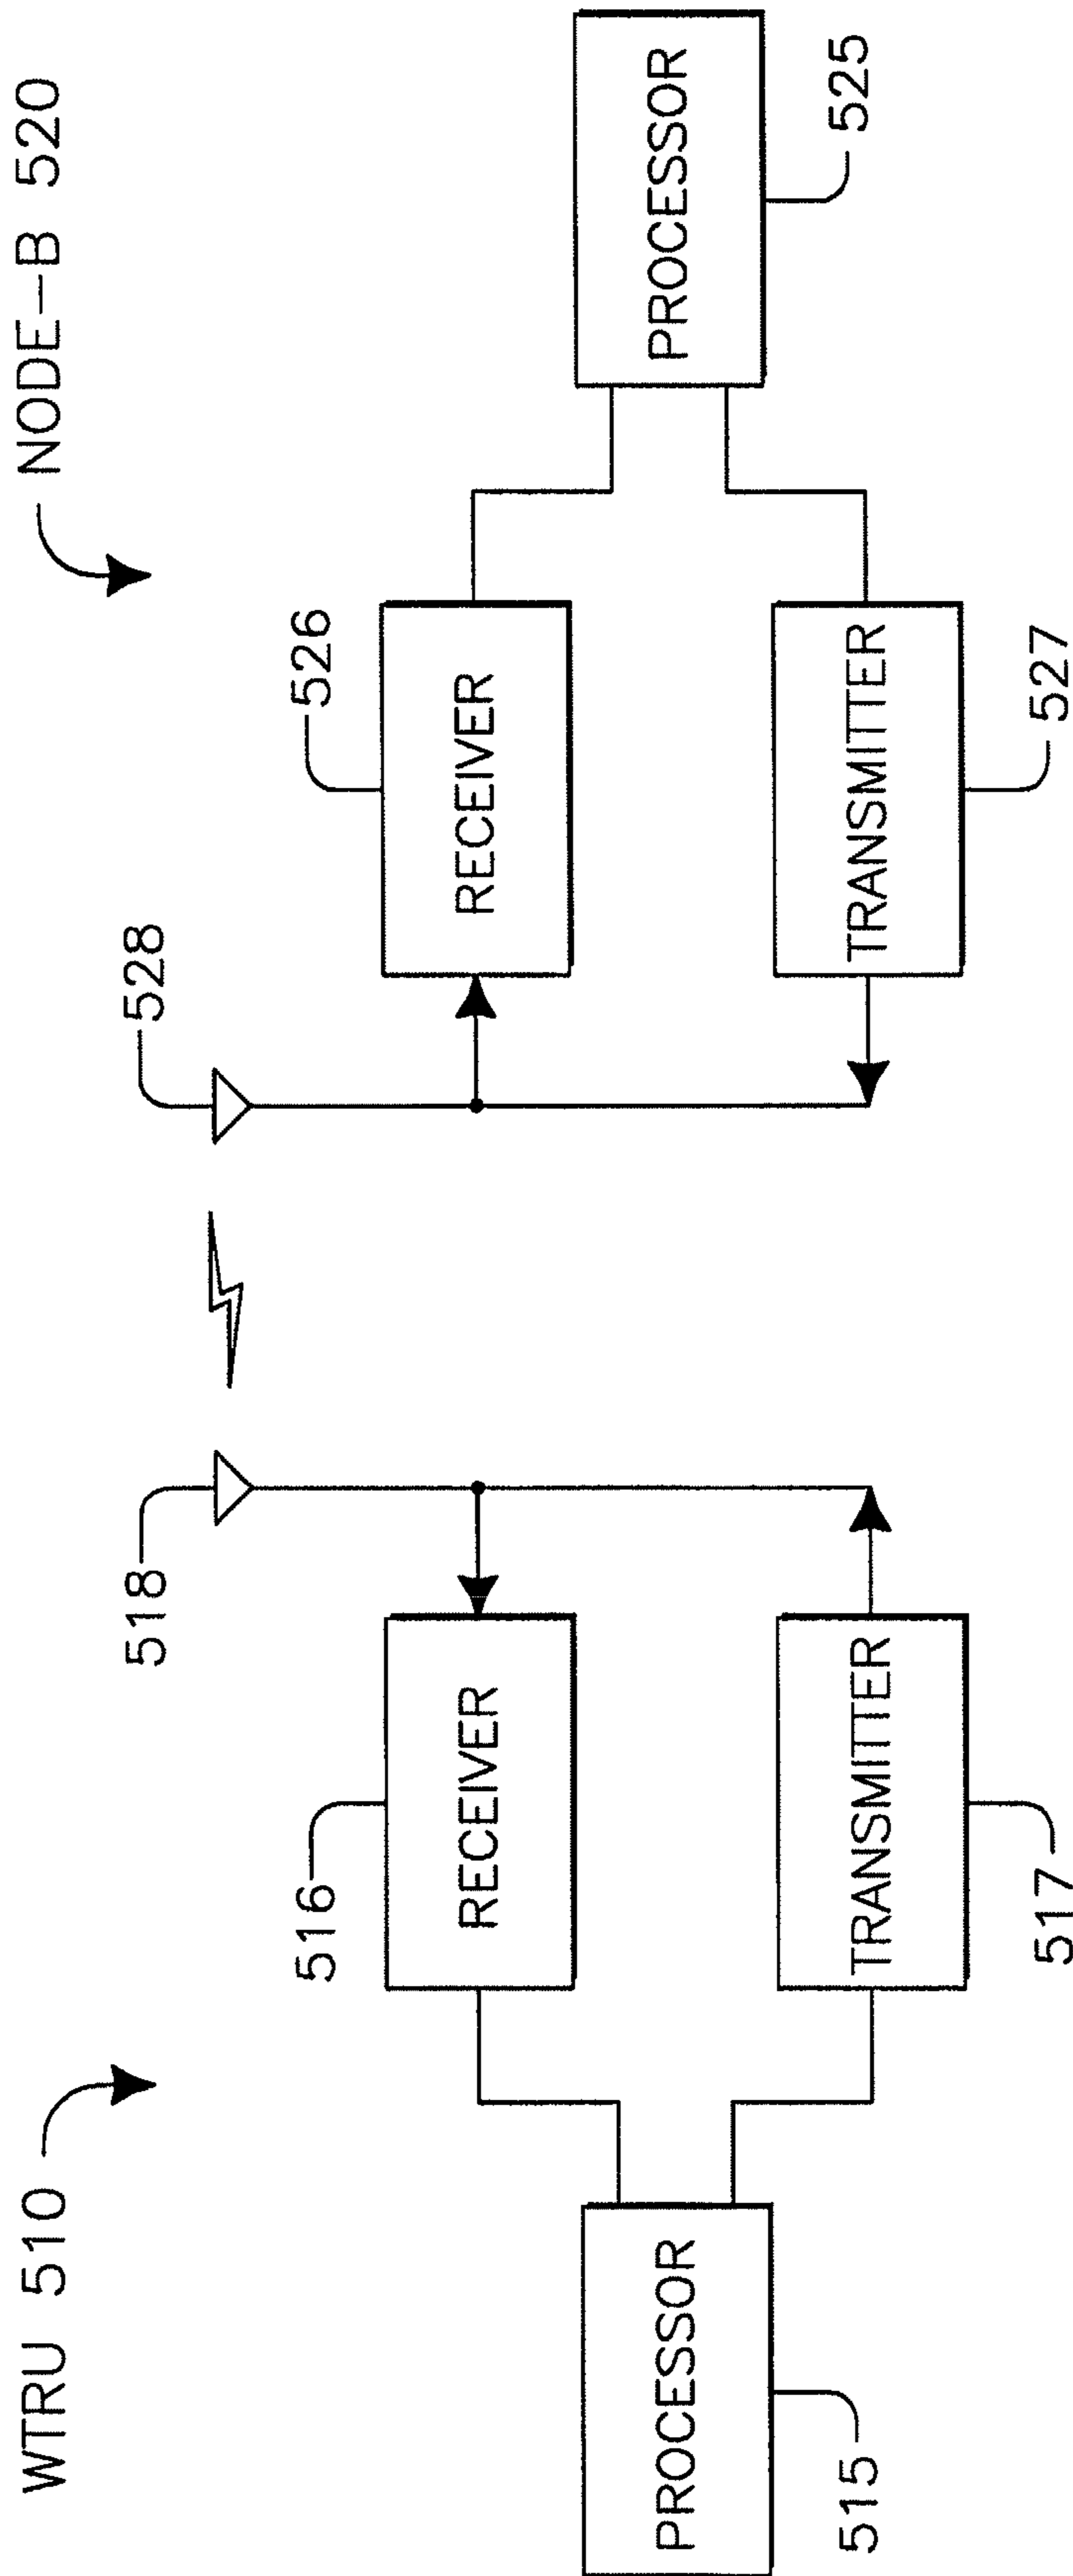 WTRU 510
NODE-B 520
518
528
516
526
RECEIVER
RECEIVER
PROCESSOR
PROCESSOR
515
525
TRANSMITTER
TRANSMITTER
517
527